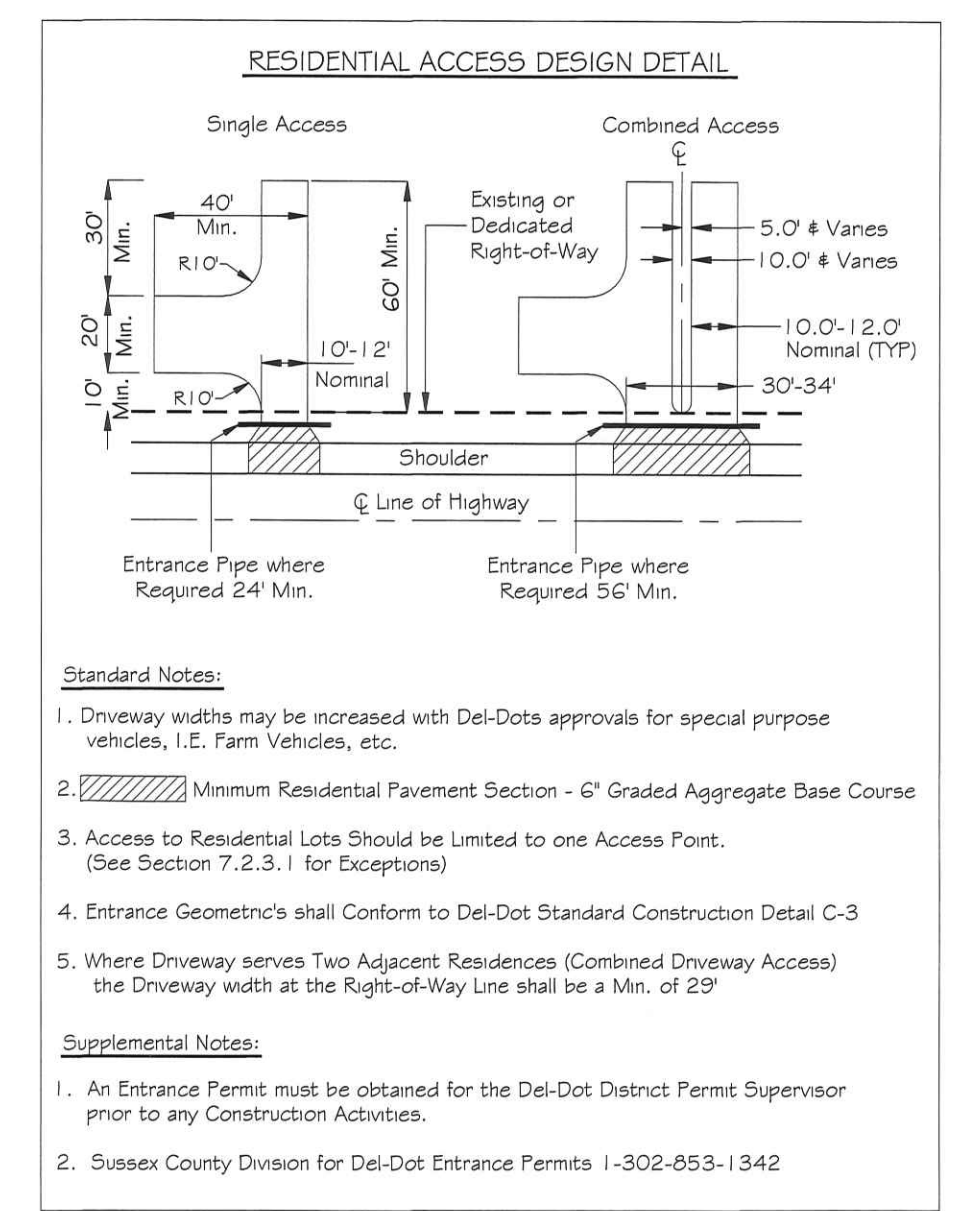 RESIDENTIAL ACCESS DESIGN DETAIL
Single Access
Combined Access
℄
40'
Min.
30'
Min.
R10'
60' Min.
Existing or
Dedicated
Right-of-Way
5.0' & Varies
10.0' & Varies
20'
Min.
10'-12'
Nominal
10.0'-12.0'
Nominal (TYP)
10'
Min.
R10'
30'-34'
Shoulder
℄ Line of Highway
Entrance Pipe where
Required 24' Min.
Entrance Pipe where
Required 56' Min.
Standard Notes:
1. Driveway widths may be increased with Del-Dots approvals for special purpose
vehicles, I.E. Farm Vehicles, etc.
2. Minimum Residential Pavement Section - 6" Graded Aggregate Base Course
3. Access to Residential Lots Should be Limited to one Access Point.
(See Section 7.2.3.1 for Exceptions)
4. Entrance Geometric's shall Conform to Del-Dot Standard Construction Detail C-3
5. Where Driveway serves Two Adjacent Residences (Combined Driveway Access)
the Driveway width at the Right-of-Way Line shall be a Min. of 29'
Supplemental Notes:
1. An Entrance Permit must be obtained for the Del-Dot District Permit Supervisor
prior to any Construction Activities.
2. Sussex County Division for Del-Dot Entrance Permits 1-302-853-1342